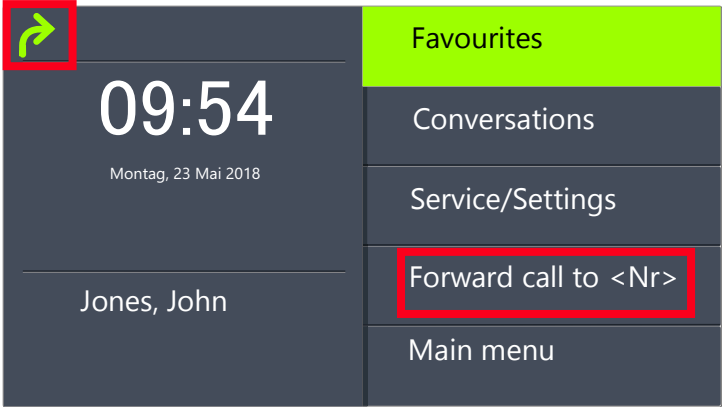 09:54
Montag, 23 Mai 2018
Jones, John
Favourites
Conversations
Service/Settings
Forward call to <Nr>
Main menu